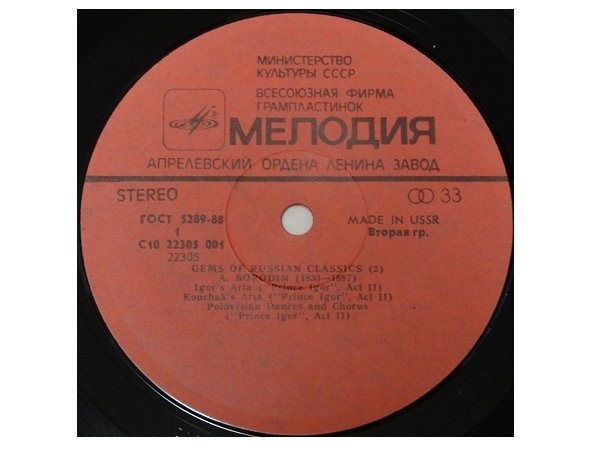 МИНИСТЕРСТВО
КУЛЬТУРЫ СССР
ВСЕСОЮЗНАЯ ФИРМА
ГРАМПЛАСТИНОК
МЕЛОДИЯ
АПРЕЛЕВСКИЙ ОРДЕНА ЛЕНИНА ЗАВОД
STEREO
33
ГОСТ 5289-88
MADE IN USSR
1
Вторая гр.
С10 22305 001
22305
GEMS OF RUSSIAN CLASSICS (2)
A. BORODIN (1833—1887)
Igor's Aria ("Prince Igor", Act II)
Konchak's Aria ("Prince Igor", Act II)
Polovtsian Dances and Chorus
("Prince Igor", Act II)